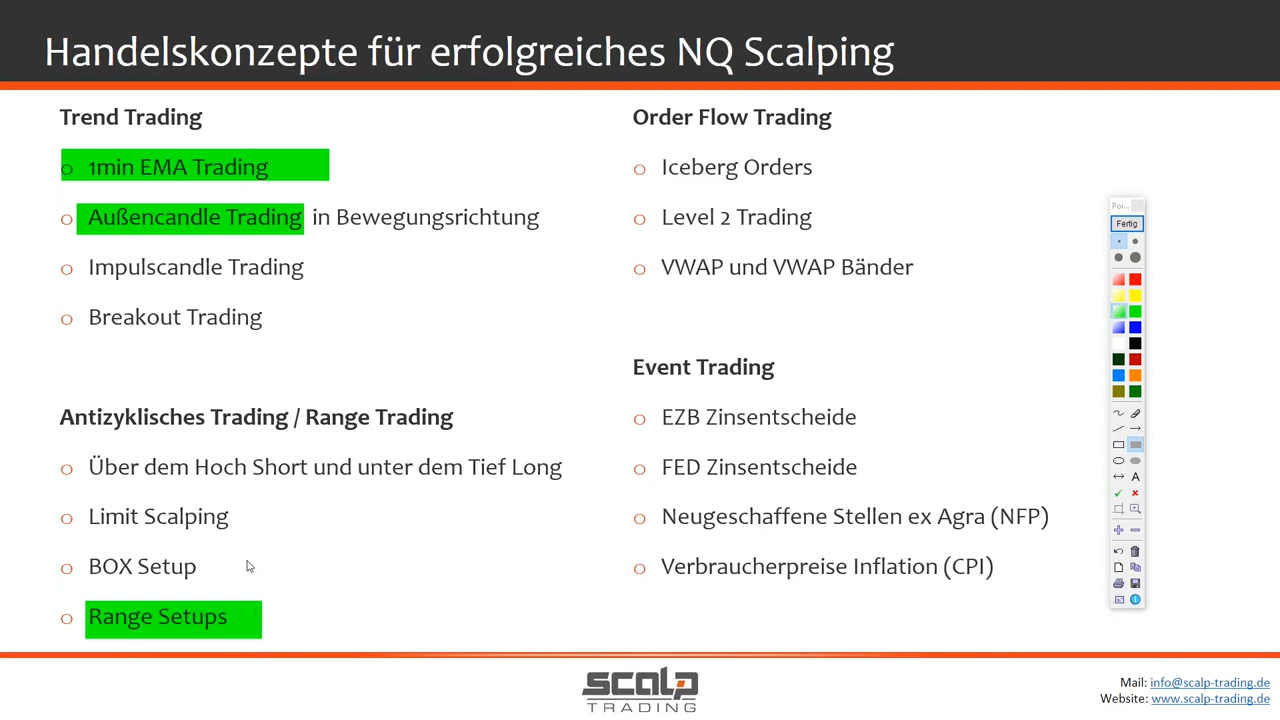 Handelskonzepte für erfolgreiches NQ Scalping
Trend Trading
o 1min EMA Trading
o Außencandle Trading in Bewegungsrichtung
o Impulscandle Trading
o Breakout Trading
Antizyklisches Trading / Range Trading
o Über dem Hoch Short und unter dem Tief Long
o Limit Scalping
o BOX Setup
o Range Setups
Order Flow Trading
o Iceberg Orders
o Level 2 Trading
o VWAP und VWAP Bänder
Event Trading
o EZB Zinsentscheide
o FED Zinsentscheide
o Neugeschaffene Stellen ex Agra (NFP)
o Verbraucherpreise Inflation (CPI)
Poi...
Fertig
A
SCALP
TRADING
Mail: info@scalp-trading.de
Website: www.scalp-trading.de